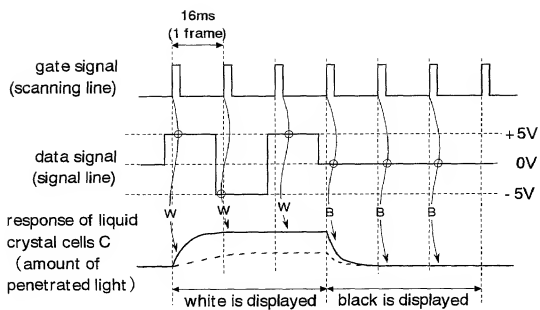 16ms
(1 frame)
gate signal
(scanning line)
+5V
data signal
(signal line)
0V
-5V
W W W B B B
response of liquid
crystal cells C
(amount of
penetrated light)
white is displayed black is displayed